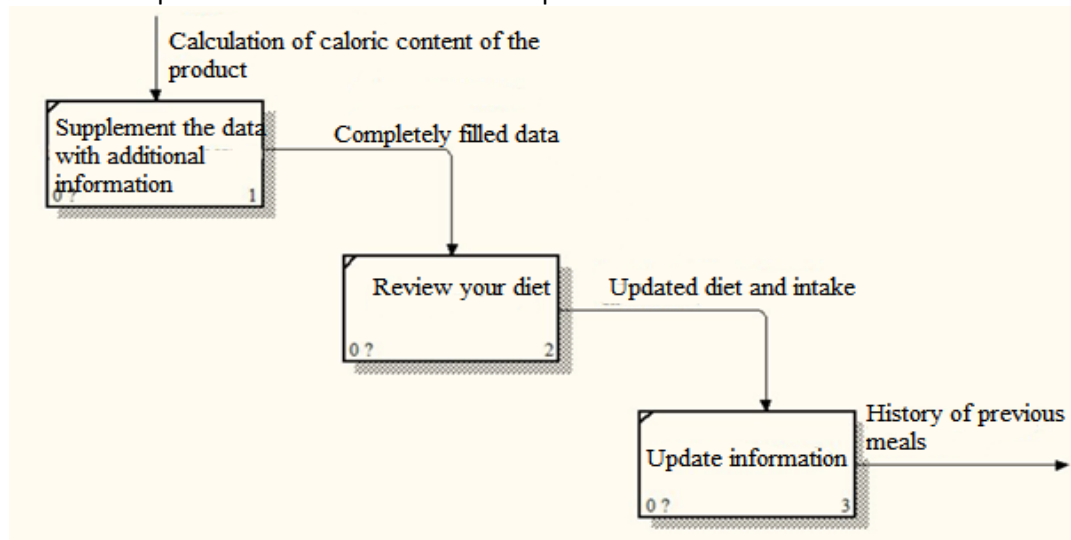 Calculation of caloric content of the
product
Supplement the data
with additional
information
0 ?
1
Completely filled data
Review your diet
0 ?
2
Updated diet and intake
Update information
0 ?
3
History of previous
meals